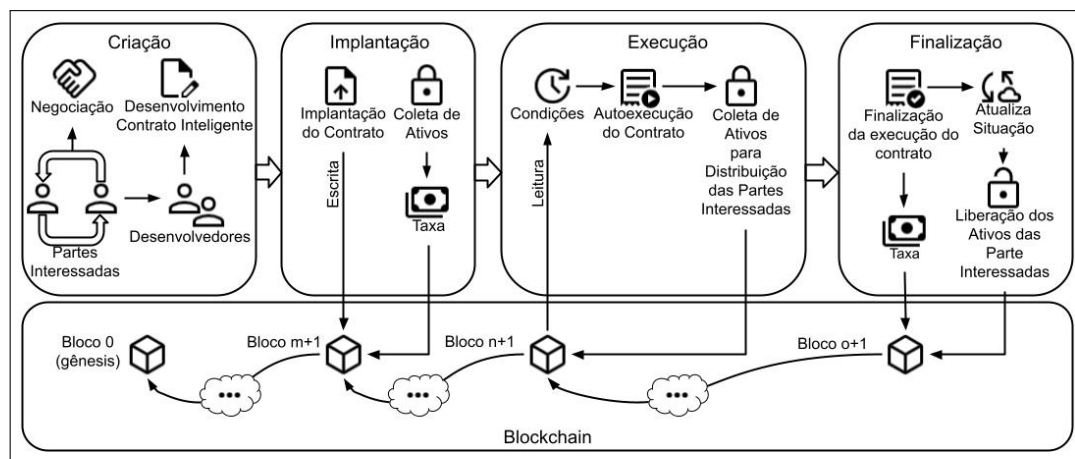 Criação
Negociação
Desenvolvimento
Contrato Inteligente
Partes
Interessadas
Desenvolvedores
Implantação
Implantação
do Contrato
Coleta de
Ativos
Escrita
Taxa
Execução
Condições
Autoexecução
do Contrato
Coleta de
Ativos
para
Distribuição
das Partes
Interessadas
Leitura
Finalização
Finalização
da execução do
contrato
Atualiza
Situação
Taxa
Liberação dos
Ativos das
Parte
Interessadas
Bloco 0
(gênesis)
Bloco m+1
Bloco n+1
Bloco o+1
Blockchain